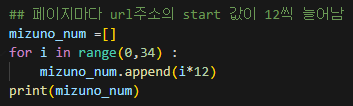 ## 페이지마다 url주소의 start 값이 12씩 늘어남
mizuno_num =[]
for i in range(0,34) :
    mizuno_num.append(i*12)
print(mizuno_num)